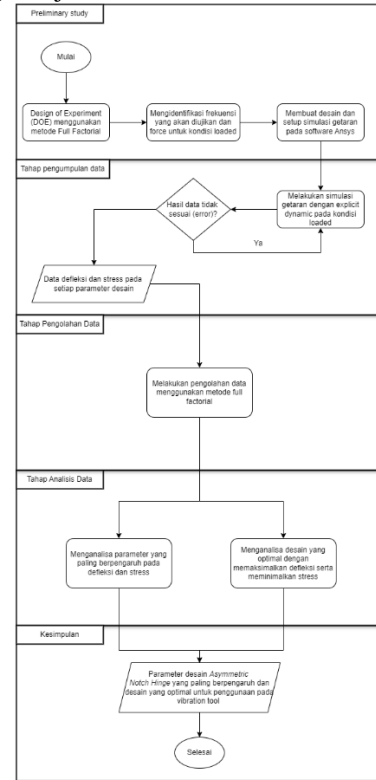 Preliminary study
Mulai
Design of Experiment
(DOE) menggunakan
metode Full Factorial
Mengidentifikasi frekuensi
yang akan diujikan dan
force untuk kondisi loaded
Membuat desain dan
setup simulasi getaran
pada software Ansys
Tahap pengumpulan data
Hasil data tidak
sesuai (error)?
Melakukan simulasi
getaran dengan explicit
dynamic pada kondisi
loaded
Ya
Data defleksi dan stress pada
setiap parameter desain
Tahap Pengolahan Data
Melakukan pengolahan data
menggunakan metode full
factorial
Tahap Analisis Data
Menganalisa parameter yang
paling berpengaruh pada
defleksi dan stress
Menganalisa desain yang
optimal dengan
memaksimalkan defleksi serta
meminimalkan stress
Kesimpulan
Parameter desain Asymmetric
Notch Hinge yang paling berpengaruh dan
desain yang optimal untuk penggunaan pada
vibration tool
Selesai